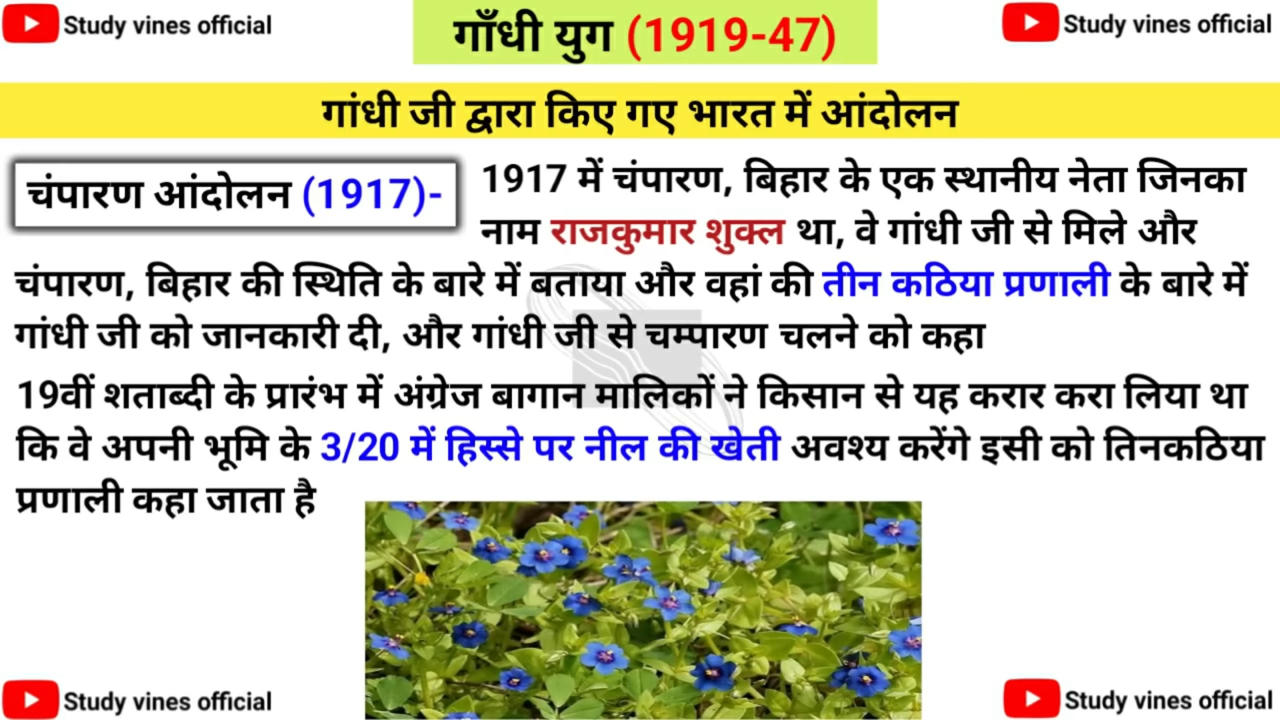 Study vines official
गाँधी युग (1919-47)
Study vines official
गांधी जी द्वारा किए गए भारत में आंदोलन
चंपारण आंदोलन (1917)-
1917 में चंपारण, बिहार के एक स्थानीय नेता जिनका
नाम राजकुमार शुक्ल था, वे गांधी जी से मिले और
चंपारण, बिहार की स्थिति के बारे में बताया और वहां की तीन कठिया प्रणाली के बारे में
गांधी जी को जानकारी दी, और गांधी जी से चम्पारण चलने को कहा
19वीं शताब्दी के प्रारंभ में अंग्रेज बागान मालिकों ने किसान से यह करार करा लिया था
कि वे अपनी भूमि के 3/20 में हिस्से पर नील की खेती अवश्य करेंगे इसी को तिनकठिया
प्रणाली कहा जाता है
Study vines official
Study vines official